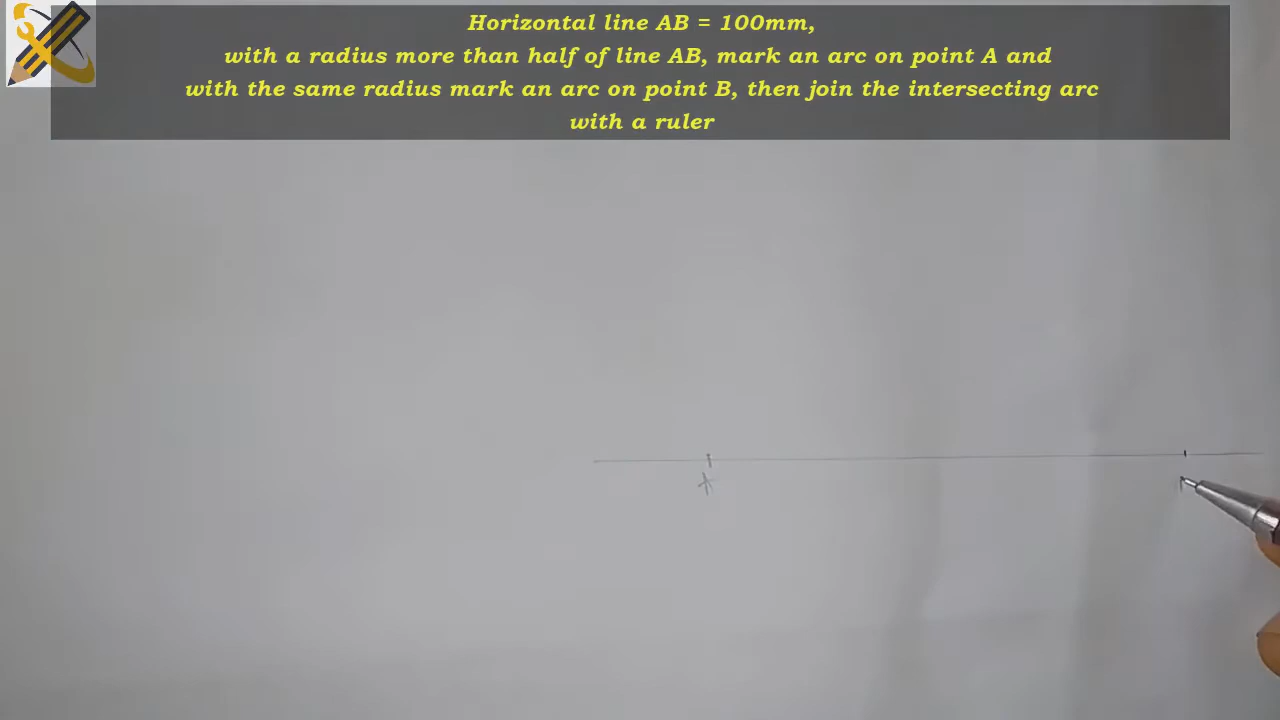 Horizontal line AB = 100mm,
with a radius more than half of line AB, mark an arc on point A and
with the same radius mark an arc on point B, then join the intersecting arc
with a ruler